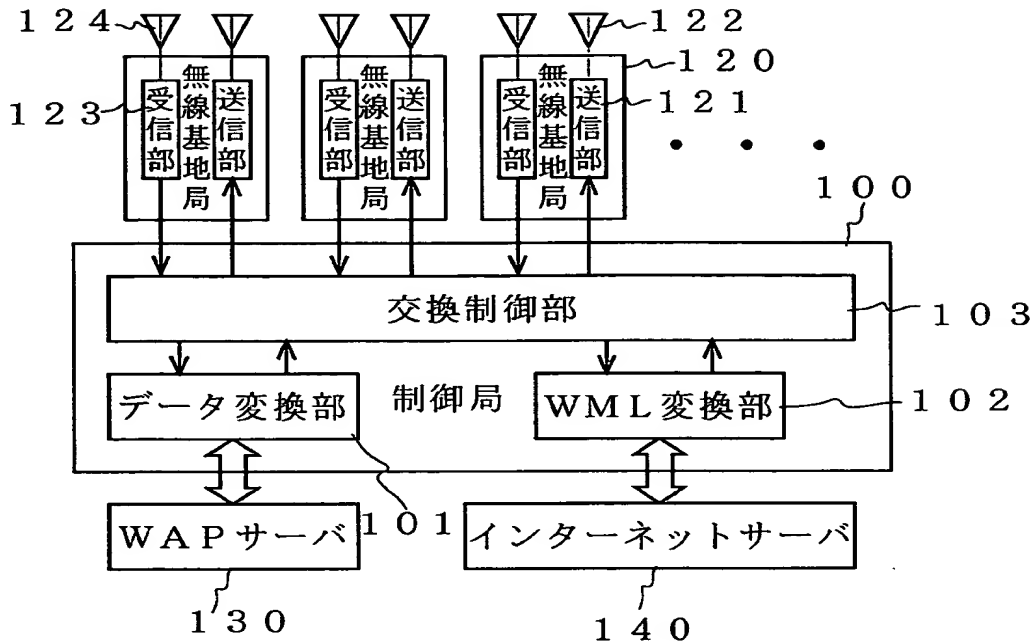 １２４
１２２
１２０
１２３
１２１
無線基地局
受信部
送信部
無線基地局
受信部
送信部
無線基地局
受信部
送信部
・ ・ ・
１００
交換制御部
１０３
データ変換部
制御局
ＷＭＬ変換部
１０２
１０１
ＷＡＰサーバ
インターネットサーバ
１３０
１４０